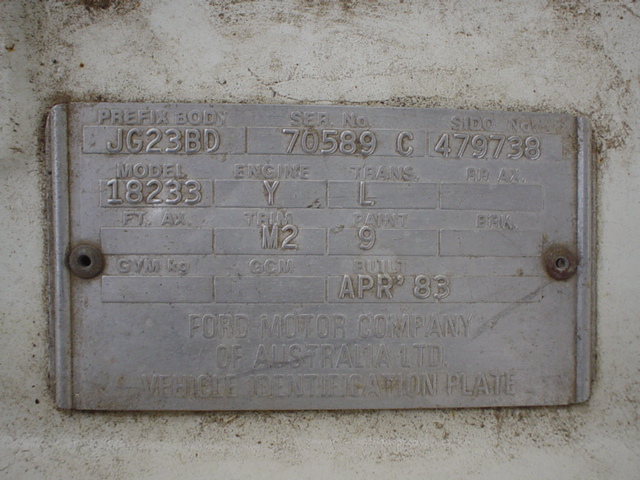 PREFIX BODY SER. No. SIDO No.
JG23BD 70589 C 479738
MODEL ENGINE TRANS. RR AX.
18233 Y L
FT. AX. TRIM PAINT BRK.
M2 9
GVM kg GCM BUILT
APR' 83
FORD MOTOR COMPANY
OF AUSTRALIA LTD.
VEHICLE IDENTIFICATION PLATE